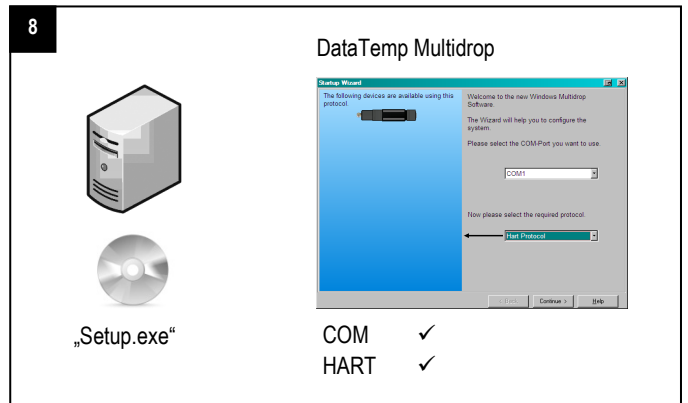 8
DataTemp Multidrop
Startup Wizard
The following devices are available using this
protocol.
Welcome to the new Windows Multidrop
Software.
The Wizard will help you to configure the
system.
Please select the COM-Port you want to use.
COM1
Now please select the required protocol.
Hart Protocol
< Back
Continue >
Help
„Setup.exe“
COM ✓
HART ✓